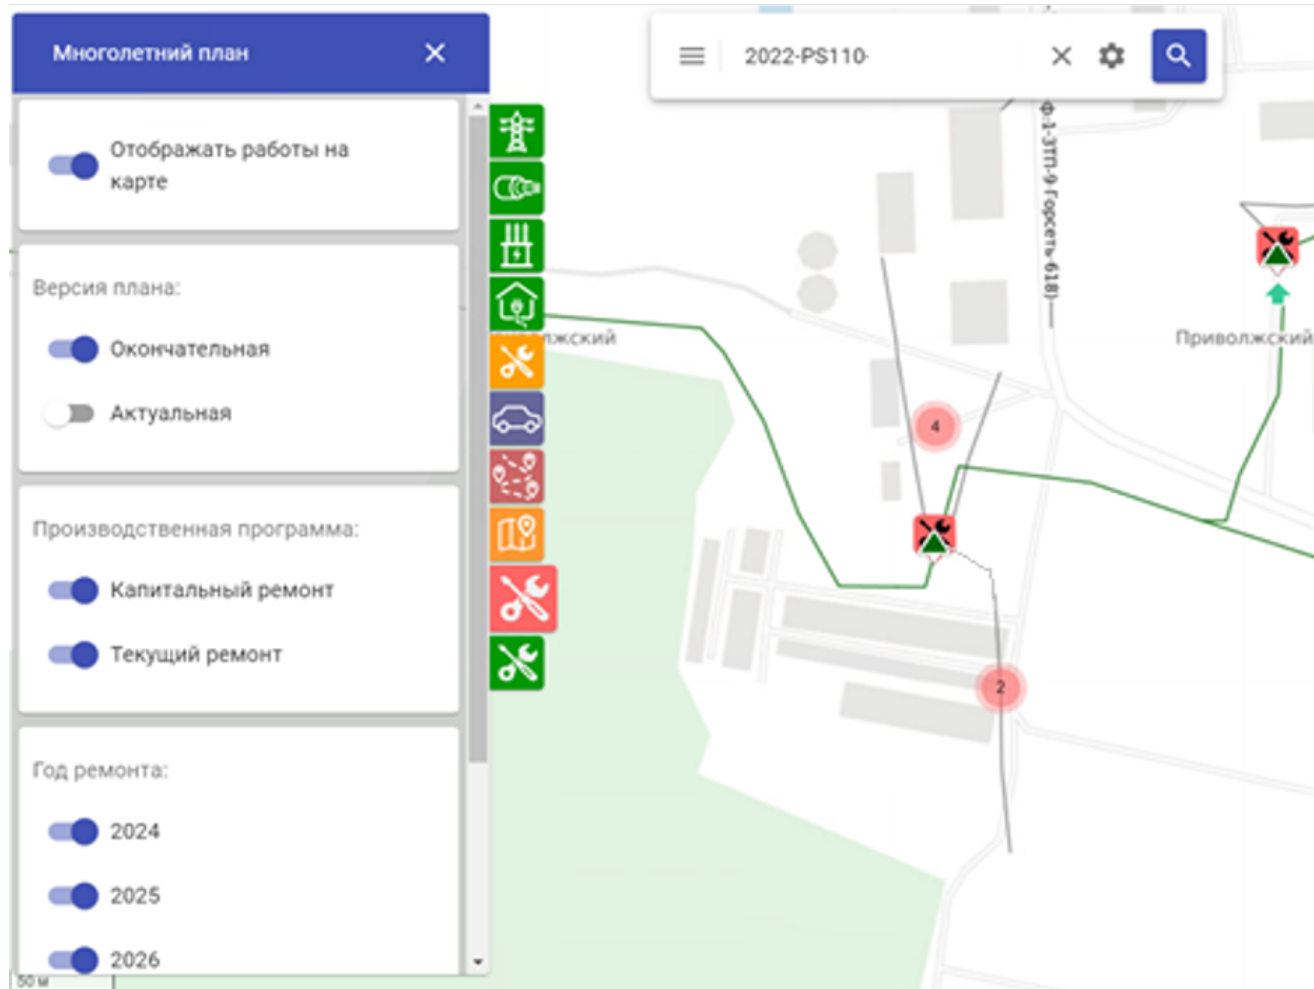 Многолетний план
2022-PS110-
Отображать работы на
карте
Версия плана:
Окончательная
Актуальная
Производственная программа:
Капитальный ремонт
Текущий ремонт
Год ремонта:
2024
2025
2026
50 м
лжский
Приволжский
4
2